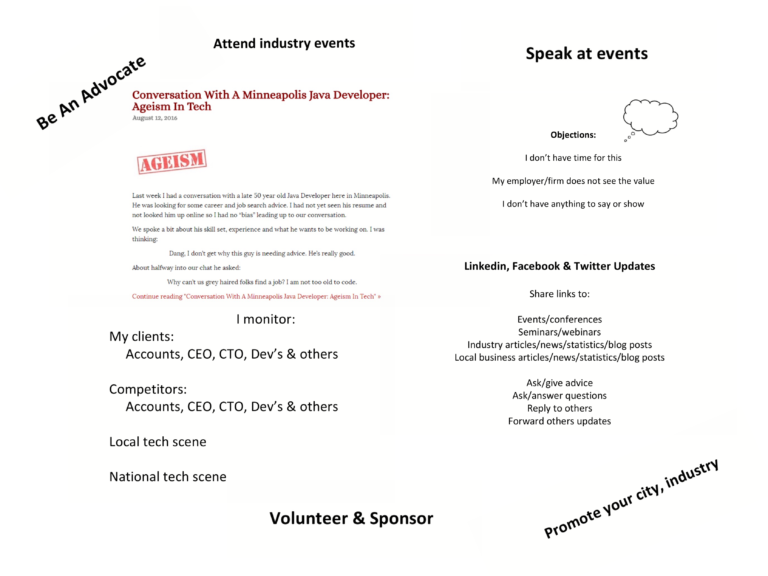 Attend industry events
Be An Advocate
Conversation With A Minneapolis Java Developer:
Ageism In Tech
August 12, 2016
AGEISM
Last week I had a conversation with a late 50 year old Java Developer here in Minneapolis.
He was looking for some career and job search advice. I had not yet seen his resume and
not looked him up online so I had no "bias" leading up to our conversation.
We spoke a bit about his skill set, experience and what he wants to be working on. I was
thinking:
Dang, I don't get why this guy is needing advice. He's really good.
About halfway into our chat he asked:
Why can't us grey haired folks find a job? I am not too old to code.
Continue reading "Conversation With A Minneapolis Java Developer: Ageism In Tech" »
I monitor:
My clients:
Accounts, CEO, CTO, Dev's & others
Competitors:
Accounts, CEO, CTO, Dev's & others
Local tech scene
National tech scene
Volunteer & Sponsor
Speak at events
Objections:
I don't have time for this
My employer/firm does not see the value
I don't have anything to say or show
Linkedin, Facebook & Twitter Updates
Share links to:
Events/conferences
Seminars/webinars
Industry articles/news/statistics/blog posts
Local business articles/news/statistics/blog posts
Ask/give advice
Ask/answer questions
Reply to others
Forward others updates
Promote your city, industry